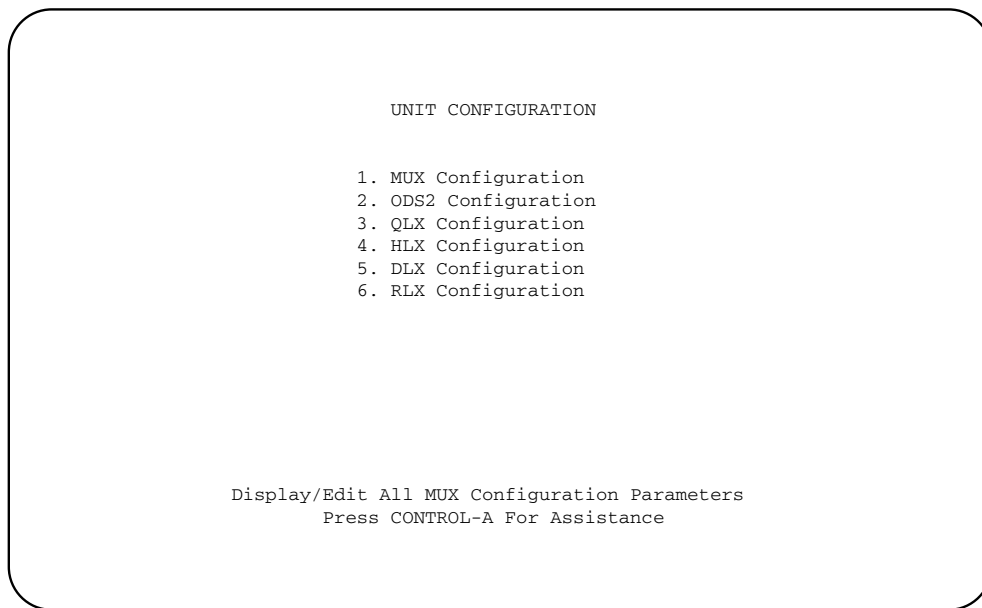 UNIT CONFIGURATION
1. MUX Configuration
2. ODS2 Configuration
3. QLX Configuration
4. HLX Configuration
5. DLX Configuration
6. RLX Configuration
Display/Edit All MUX Configuration Parameters
Press CONTROL-A For Assistance